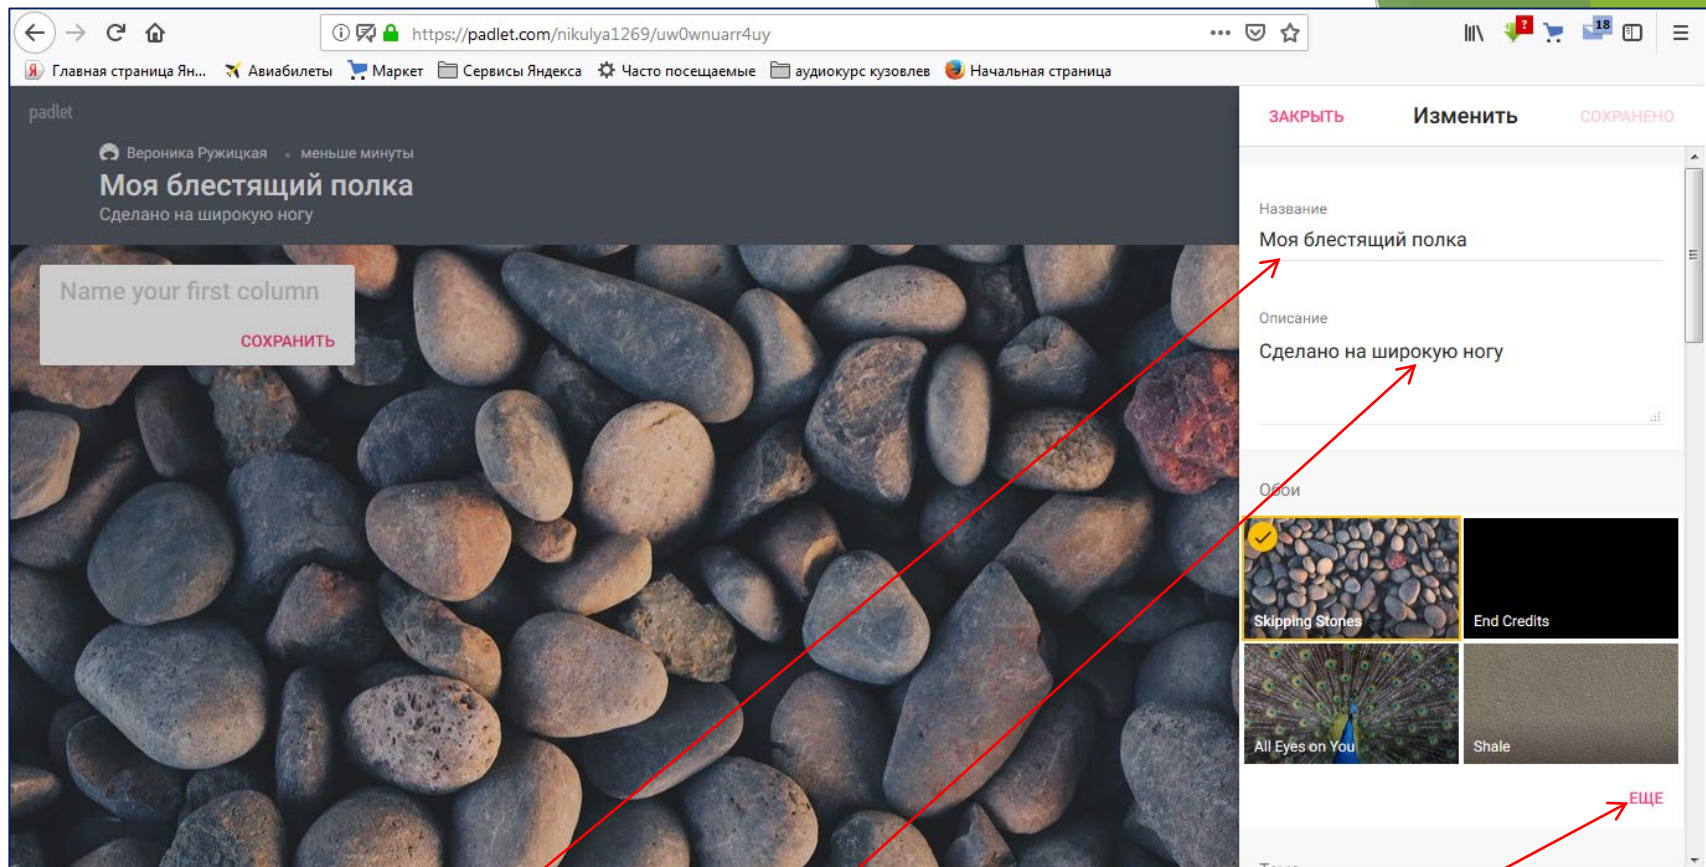 https://padlet.com/nikulya1269/uw0wnuarr4uy
?
18
Я Главная страница Ян... Авиабилеты Маркет Сервисы Яндекса Часто посещаемые аудиокурс кузовлев Начальная страница
padlet
Вероника Ружицкая • меньше минуты
Моя блестящий полка
Сделано на широкую ногу
Name your first column
СОХРАНИТЬ
ЗАКРЫТЬ Изменить СОХРАНЕНО
Название
Моя блестящий полка
Описание
Сделано на широкую ногу
Обои
Skipping Stones
End Credits
All Eyes on You
Shale
ЕЩЕ